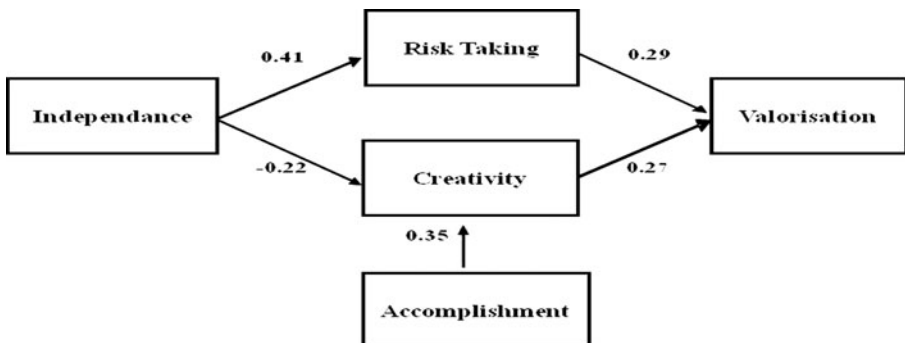 Risk Taking
0.41
0.29
Independance
Valorisation
-0.22
Creativity
0.27
0.35
Accomplishment